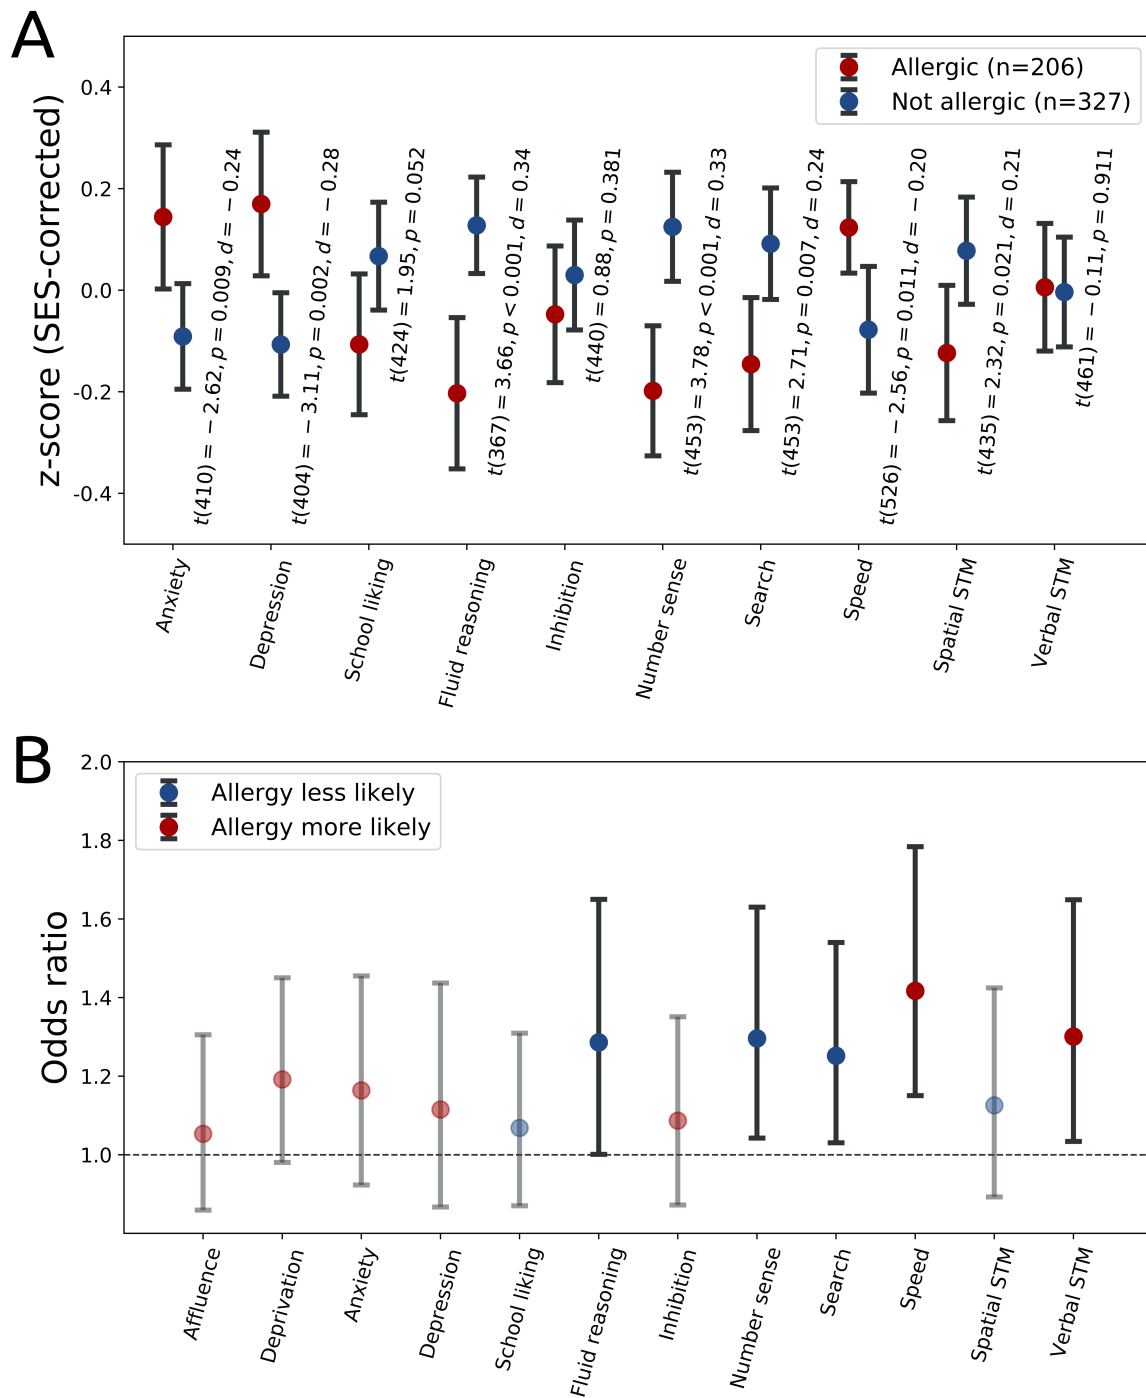 A
z-score (SES-corrected)
0.4
0.2
0.0
-0.2
-0.4
Allergic (n=206)
Not allergic (n=327)
t(410) = − 2.62, p = 0.009, d = − 0.24
t(404) = − 3.11, p = 0.002, d = − 0.28
t(424) = 1.95, p = 0.052
t(367) = 3.66, p < 0.001, d = 0.34
t(440) = 0.88, p = 0.381
t(453) = 3.78, p < 0.001, d = 0.33
t(453) = 2.71, p = 0.007, d = 0.24
t(526) = − 2.56, p = 0.011, d = − 0.20
t(435) = 2.32, p = 0.021, d = 0.21
t(461) = − 0.11, p = 0.911
Anxiety
Depression
School liking
Fluid reasoning
Inhibition
Number sense
Search
Speed
Spatial STM
Verbal STM
B
Odds ratio
2.0
1.8
1.6
1.4
1.2
1.0
Allergy less likely
Allergy more likely
Affluence
Deprivation
Anxiety
Depression
School liking
Fluid reasoning
Inhibition
Number sense
Search
Speed
Spatial STM
Verbal STM